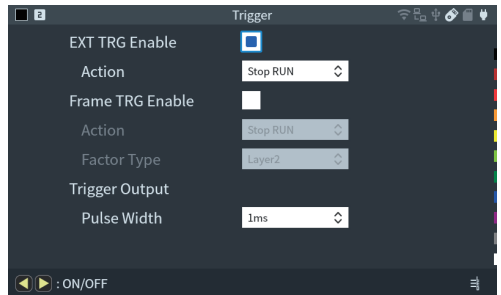 2 Trigger
EXT TRG Enable
Action Stop RUN
Frame TRG Enable
Action Stop RUN
Factor Type Layer2
Trigger Output
Pulse Width 1ms
: ON/OFF